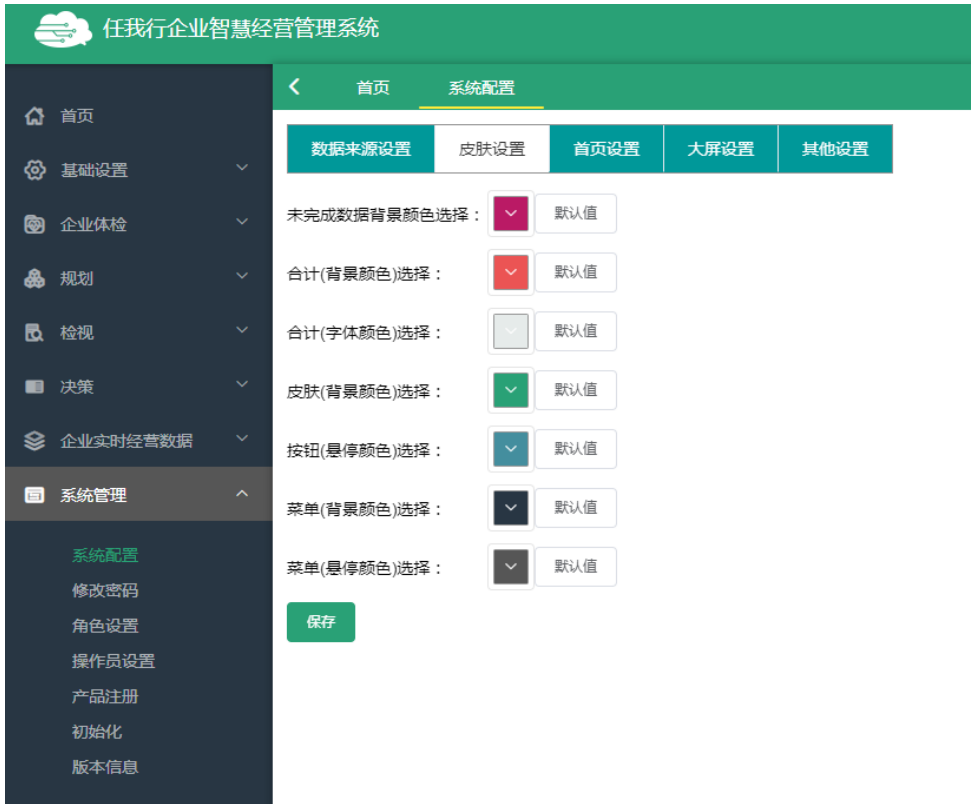 任我行企业智慧经营管理系统
首页 系统配置
首页
基础设置
企业体检
规划
检视
决策
企业实时经营数据
系统管理
系统配置
修改密码
角色设置
操作员设置
产品注册
初始化
版本信息
数据来源设置 皮肤设置 首页设置 大屏设置 其他设置
未完成数据背景颜色选择： 默认值
合计(背景颜色)选择： 默认值
合计(字体颜色)选择： 默认值
皮肤(背景颜色)选择： 默认值
按钮(悬停颜色)选择： 默认值
菜单(背景颜色)选择： 默认值
菜单(悬停颜色)选择： 默认值
保存